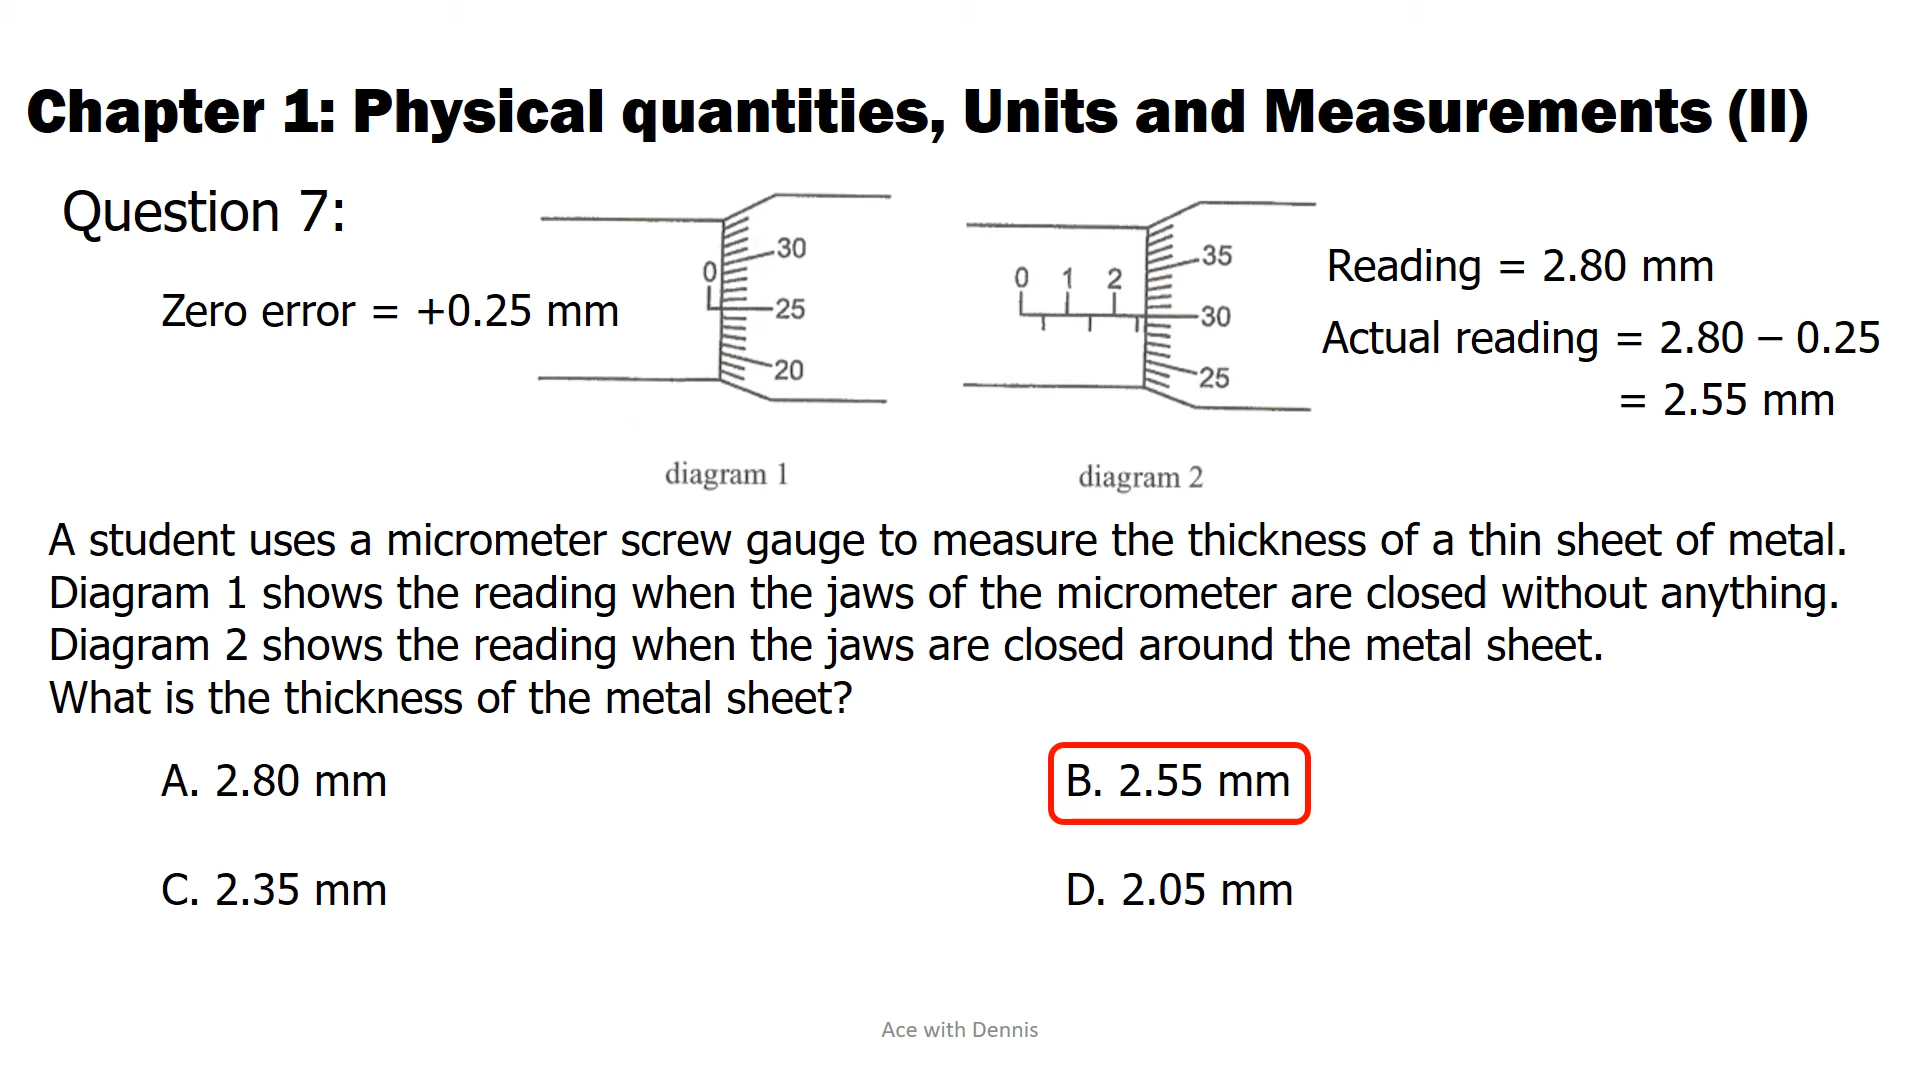 Chapter 1: Physical quantities, Units and Measurements (II)
Question 7:
Zero error = +0.25 mm
0
30
25
20
diagram 1
0 1 2
35
30
25
diagram 2
Reading = 2.80 mm
Actual reading = 2.80 – 0.25
= 2.55 mm
A student uses a micrometer screw gauge to measure the thickness of a thin sheet of metal.
Diagram 1 shows the reading when the jaws of the micrometer are closed without anything.
Diagram 2 shows the reading when the jaws are closed around the metal sheet.
What is the thickness of the metal sheet?
A. 2.80 mm
B. 2.55 mm
C. 2.35 mm
D. 2.05 mm
Ace with Dennis